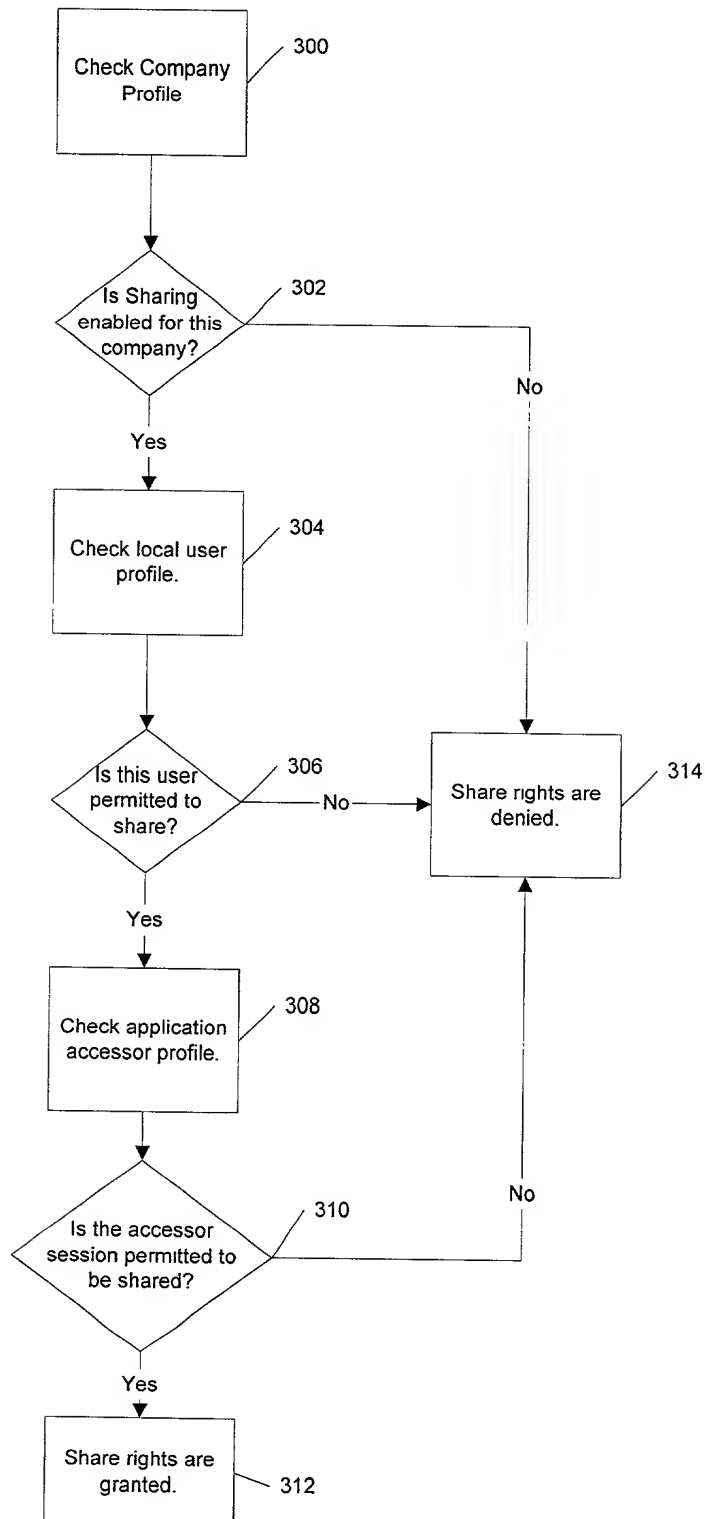 Check Company
Profile
300
Is Sharing
enabled for this
company?
302
No
Yes
Check local user
profile.
304
Is this user
permitted to
share?
306
No
Share rights are
denied.
314
Yes
Check application
accessor profile.
308
Is the accessor
session permitted to
be shared?
310
No
Yes
Share rights are
granted.
312